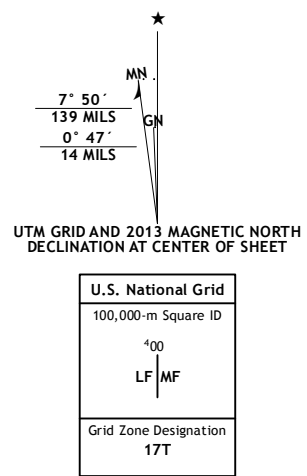 ★
MN
GN
7° 50´
139 MILS
0° 47´
14 MILS
UTM GRID AND 2013 MAGNETIC NORTH
DECLINATION AT CENTER OF SHEET
U.S. National Grid
100,000-m Square ID
⁴00
LF MF
Grid Zone Designation
17T